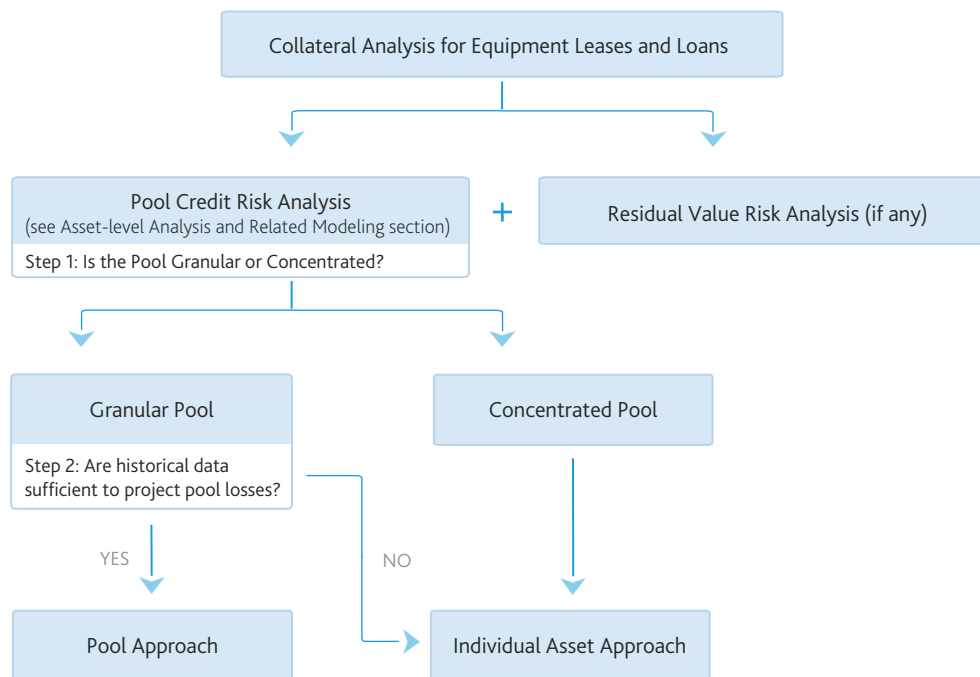 Collateral Analysis for Equipment Leases and Loans
Pool Credit Risk Analysis
(see Asset-level Analysis and Related Modeling section)
Step 1: Is the Pool Granular or Concentrated?
+
Residual Value Risk Analysis (if any)
Granular Pool
Step 2: Are historical data
sufficient to project pool losses?
Concentrated Pool
YES
NO
Pool Approach
Individual Asset Approach